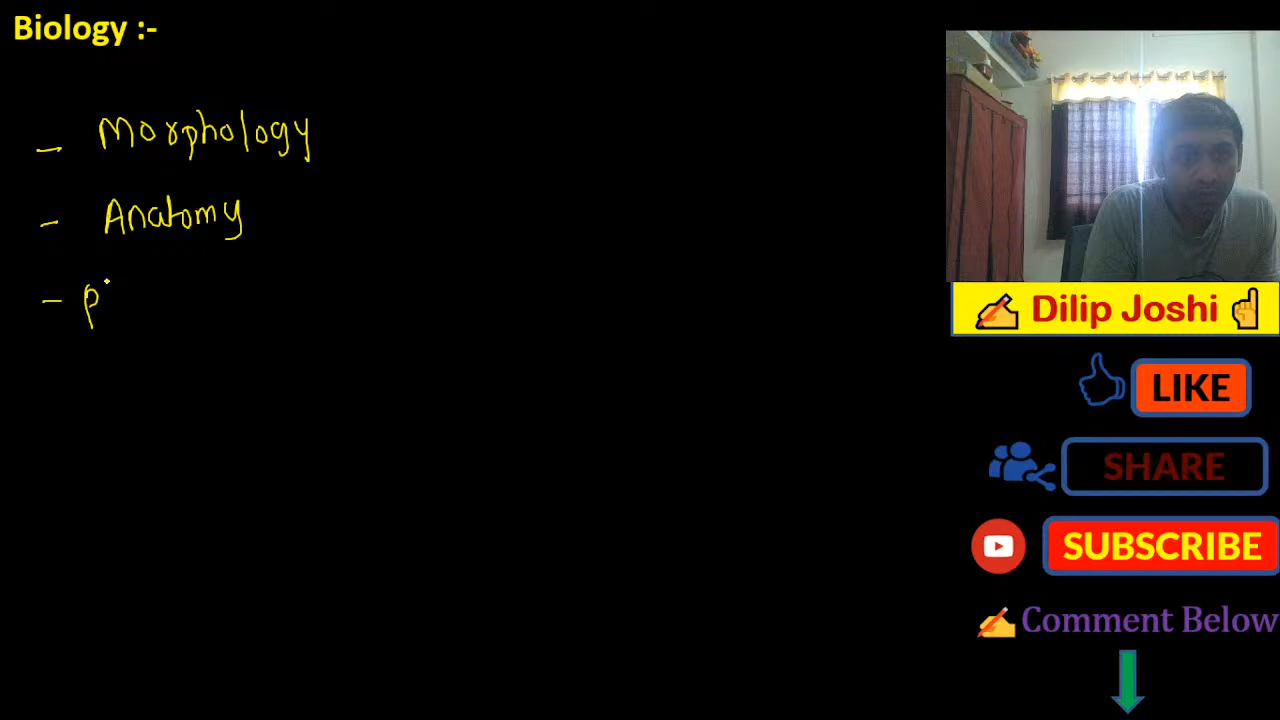 Biology :-
- Morphology
- Anatomy
- P
Dilip Joshi
LIKE
SHARE
SUBSCRIBE
Comment Below